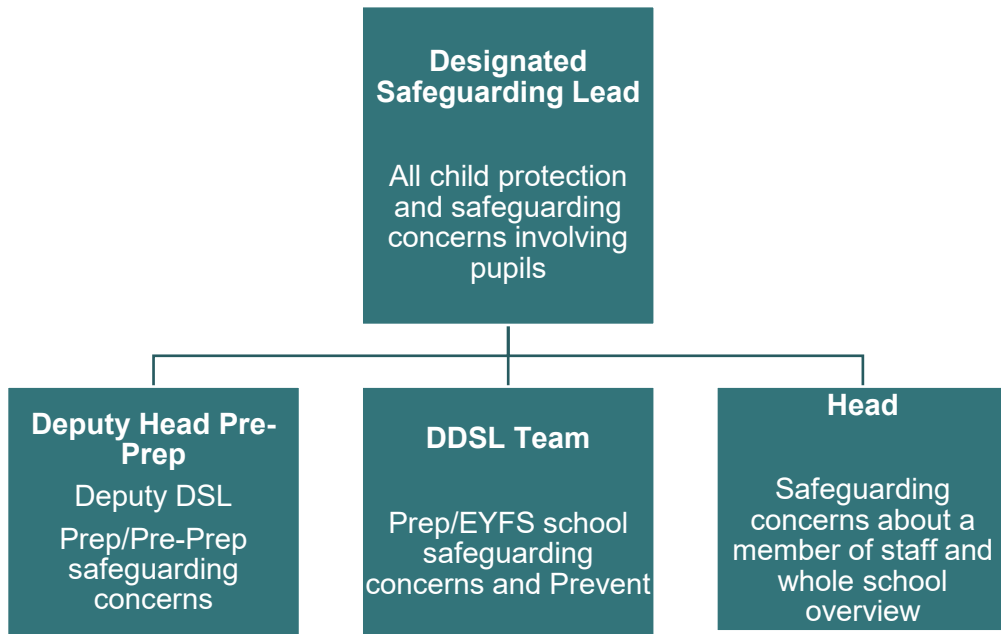 Designated
Safeguarding Lead
All child protection
and safeguarding
concerns involving
pupils
Deputy Head Pre-
Prep
Deputy DSL
Prep/Pre-Prep
safeguarding
concerns
DDSL Team
Prep/EYFS school
safeguarding
concerns and Prevent
Head
Safeguarding
concerns about a
member of staff and
whole school
overview